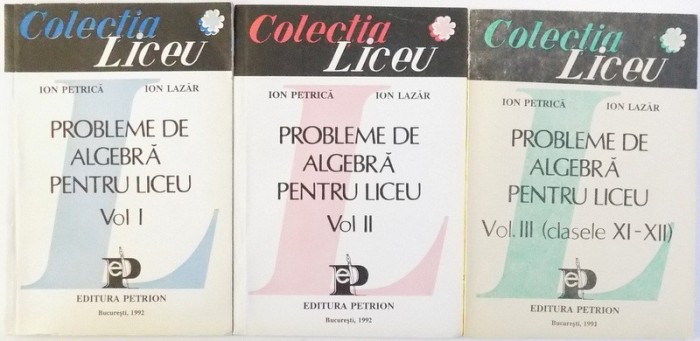 Colecția
Liceu
ION PETRICĂ ION LAZĂR
PROBLEME DE
ALGEBRĂ
PENTRU LICEU
Vol I
EDITURA PETRION
București, 1992
Colecția
Liceu
ION PETRICĂ ION LAZĂR
PROBLEME DE
ALGEBRĂ
PENTRU LICEU
Vol II
EDITURA PETRION
București, 1992
Colecția
Liceu
ION PETRICĂ ION LAZĂR
PROBLEME DE
ALGEBRĂ
PENTRU LICEU
Vol. III (clasele XI-XII)
EDITURA PETRION
București, 1993